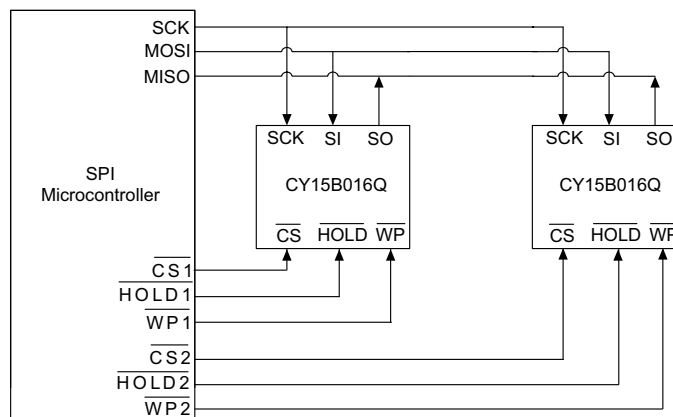 SCK
MOSI
MISO
SCK SI SO
SCK SI SO
SPI
Microcontroller
CY15B016Q
CY15B016Q
CS HOLD WP
CS HOLD WP
CS1
HOLD1
WP1
CS2
HOLD2
WP2